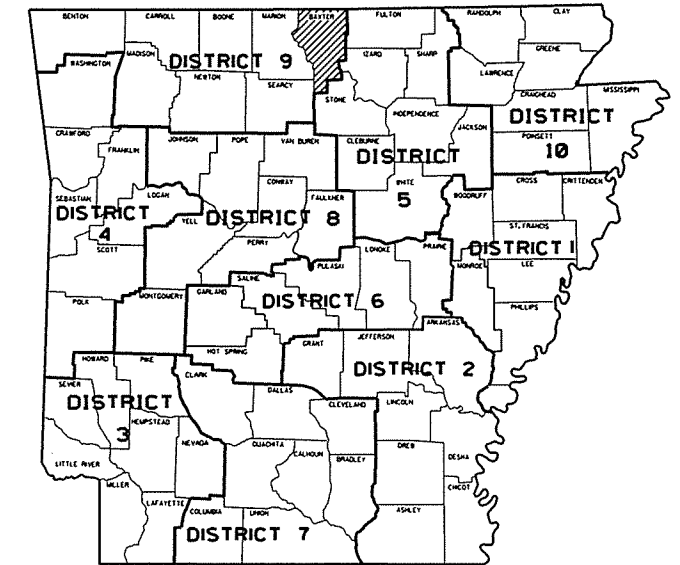 BENTON
CARROLL
BOONE
MARION
BAXTER
FULTON
RANDOLPH
CLAY
WASHINGTON
MADISON
DISTRICT 9
NEWTON
SEARCY
IZARD
SHARP
GREENE
LAWRENCE
STONE
CRAIGHEAD
MISSISSIPPI
INDEPENDENCE
DISTRICT
10
JACKSON
POINSETT
CRAWFORD
FRANKLIN
JOHNSON
POPE
VAN BUREN
CLEBURNE
DISTRICT
5
WHITE
CROSS
CRITTENDEN
SEBASTIAN
LOGAN
CONWAY
FAULKNER
WOODRUFF
DISTRICT
4
YELL
DISTRICT 8
ST. FRANCIS
SCOTT
PERRY
LONOKE
PRAIRIE
DISTRICT 1
MONROE
LEE
PULASKI
SALINE
POLK
MONTGOMERY
GARLAND
DISTRICT 6
PHILLIPS
HOT SPRING
GRANT
JEFFERSON
ARKANSAS
HOWARD
PIKE
CLARK
DISTRICT 2
SEVIER
DALLAS
CLEVELAND
LINCOLN
DISTRICT
3
HEMPSTEAD
NEVADA
OUACHITA
CALHOUN
BRADLEY
DREW
DESHA
LITTLE RIVER
MILLER
LAFAYETTE
COLUMBIA
UNION
ASHLEY
CHICOT
DISTRICT 7